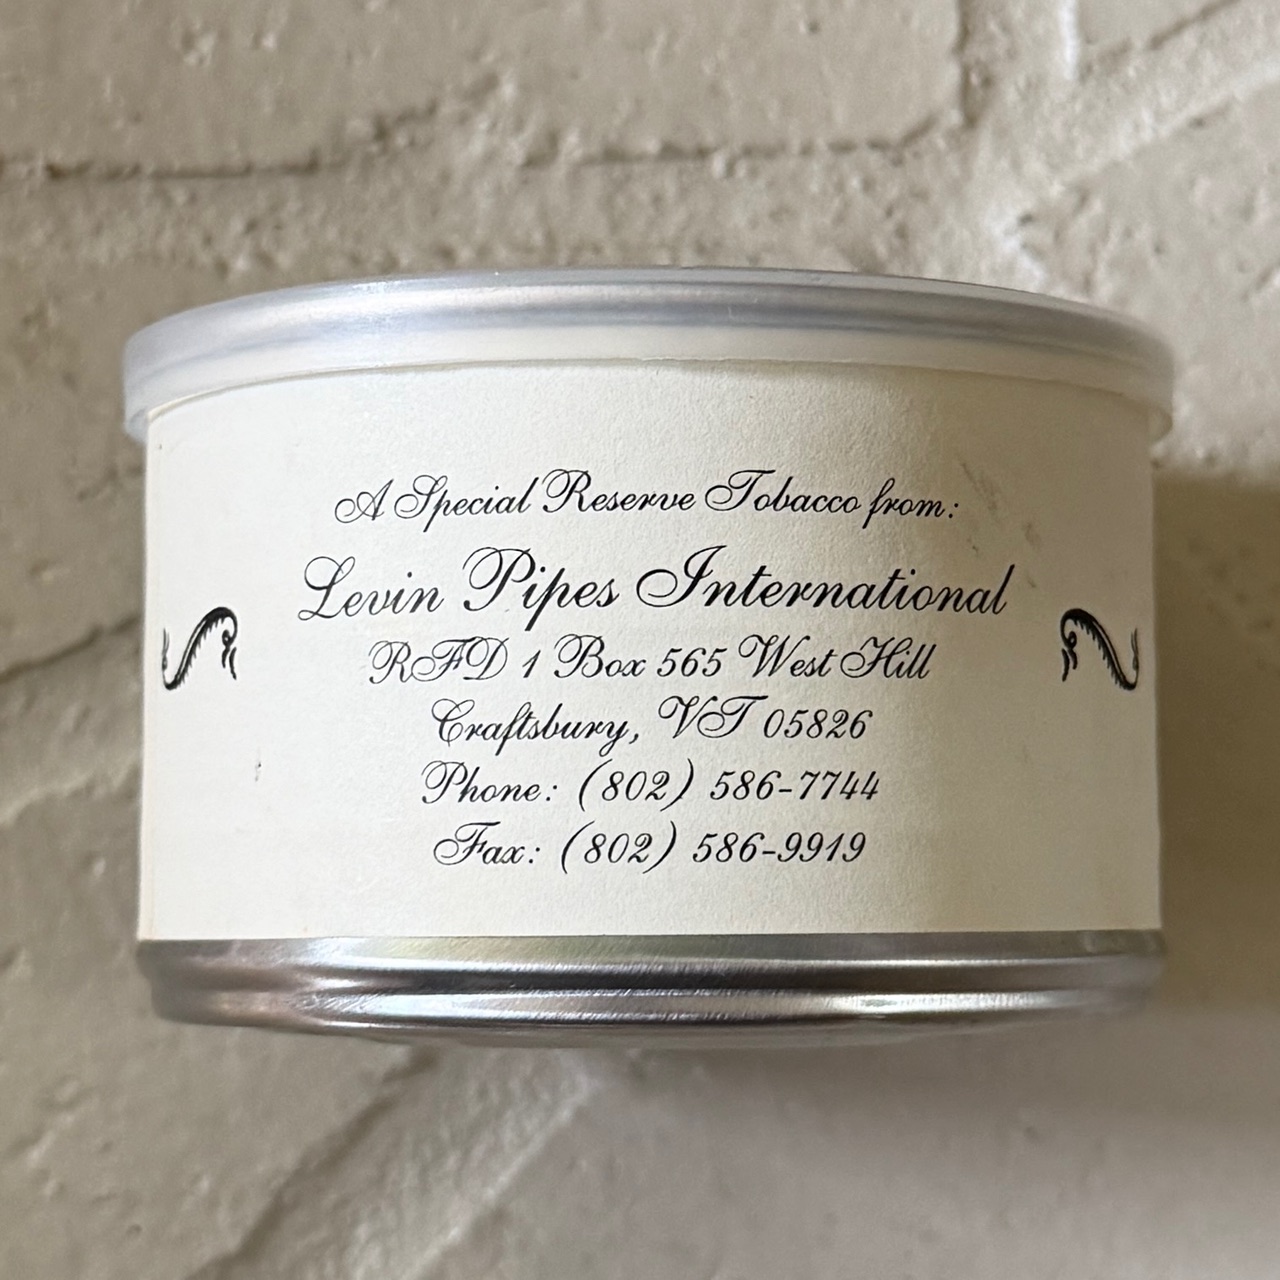 A Special Reserve Tobacco from:
Levin Pipes International
RFD 1 Box 565 West Hill
Craftsbury, VT 05826
Phone: (802) 586-7744
Fax: (802) 586-9919